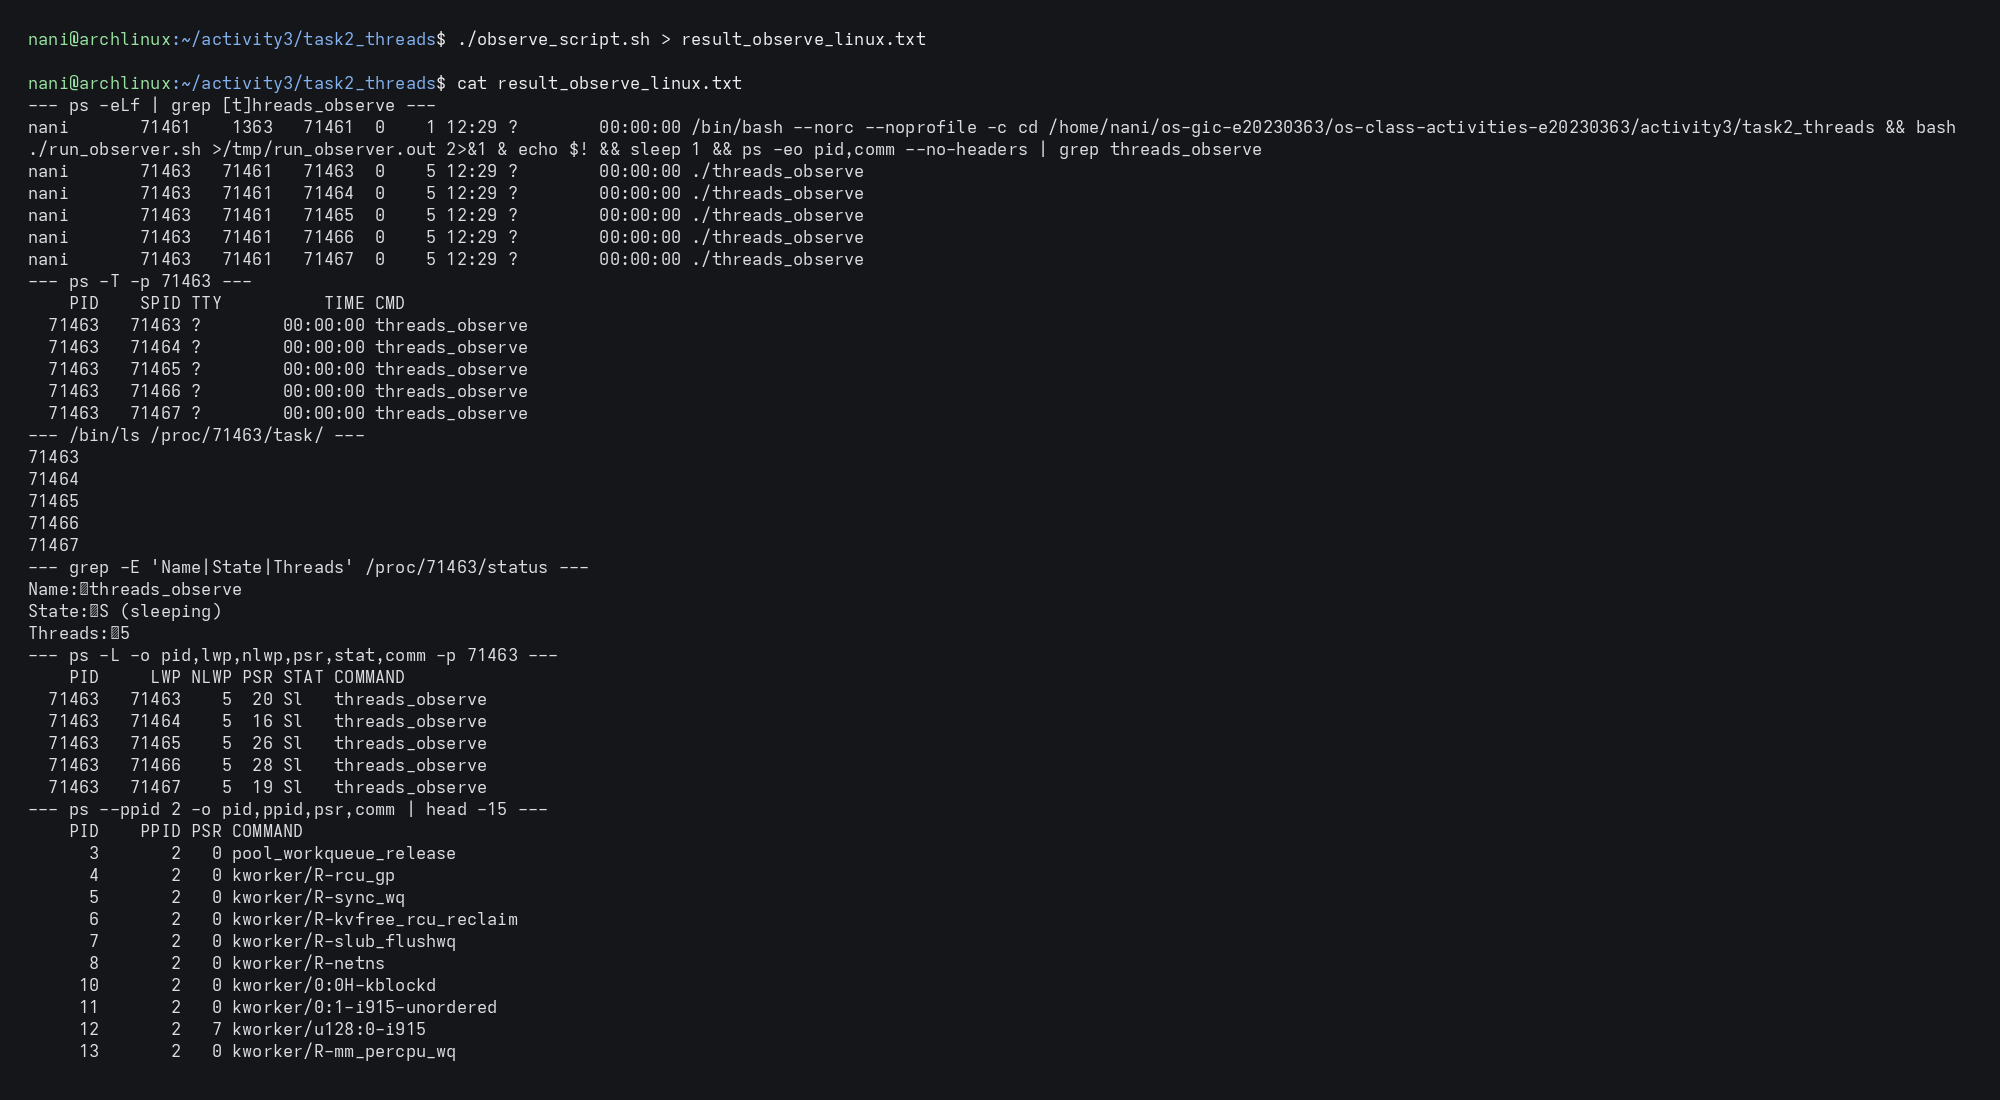 nani@archlinux:~/activity3/task2_threads$ ./observe_script.sh > result_observe_linux.txt
nani@archlinux:~/activity3/task2_threads$ cat result_observe_linux.txt
--- ps -eLf | grep [t]hreads_observe ---
nani       71461    1363   71461  0    1 12:29 ?        00:00:00 /bin/bash --norc --noprofile -c cd /home/nani/os-gic-e20230363/os-class-activities-e20230363/activity3/task2_threads && bash
./run_observer.sh >/tmp/run_observer.out 2>&1 & echo $! && sleep 1 && ps -eo pid,comm --no-headers | grep threads_observe
nani       71463   71461   71463  0    5 12:29 ?        00:00:00 ./threads_observe
nani       71463   71461   71464  0    5 12:29 ?        00:00:00 ./threads_observe
nani       71463   71461   71465  0    5 12:29 ?        00:00:00 ./threads_observe
nani       71463   71461   71466  0    5 12:29 ?        00:00:00 ./threads_observe
nani       71463   71461   71467  0    5 12:29 ?        00:00:00 ./threads_observe
--- ps -T -p 71463 ---
    PID    SPID TTY          TIME CMD
  71463   71463 ?        00:00:00 threads_observe
  71463   71464 ?        00:00:00 threads_observe
  71463   71465 ?        00:00:00 threads_observe
  71463   71466 ?        00:00:00 threads_observe
  71463   71467 ?        00:00:00 threads_observe
--- /bin/ls /proc/71463/task/ ---
71463
71464
71465
71466
71467
--- grep -E 'Name|State|Threads' /proc/71463/status ---
Name:	threads_observe
State:	S (sleeping)
Threads:	5
--- ps -L -o pid,lwp,nlwp,psr,stat,comm -p 71463 ---
    PID     LWP NLWP PSR STAT COMMAND
  71463   71463    5  20 Sl   threads_observe
  71463   71464    5  16 Sl   threads_observe
  71463   71465    5  26 Sl   threads_observe
  71463   71466    5  28 Sl   threads_observe
  71463   71467    5  19 Sl   threads_observe
--- ps --ppid 2 -o pid,ppid,psr,comm | head -15 ---
    PID    PPID PSR COMMAND
      3       2   0 pool_workqueue_release
      4       2   0 kworker/R-rcu_gp
      5       2   0 kworker/R-sync_wq
      6       2   0 kworker/R-kvfree_rcu_reclaim
      7       2   0 kworker/R-slub_flushwq
      8       2   0 kworker/R-netns
     10       2   0 kworker/0:0H-kblockd
     11       2   0 kworker/0:1-i915-unordered
     12       2   7 kworker/u128:0-i915
     13       2   0 kworker/R-mm_percpu_wq